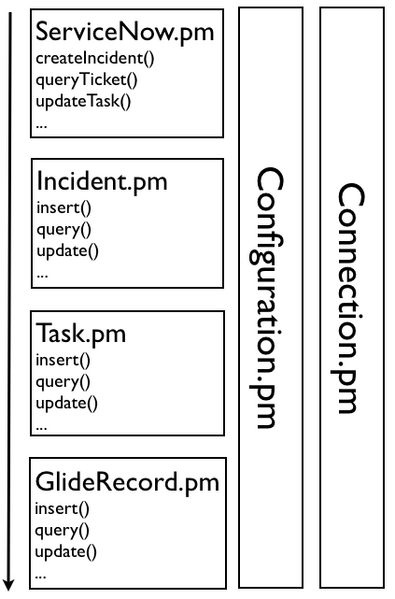 ServiceNow.pm
createIncident()
queryTicket()
updateTask()
...
Incident.pm
insert()
query()
update()
...
Task.pm
insert()
query()
update()
...
GlideRecord.pm
insert()
query()
update()
...
Configuration.pm
Connection.pm